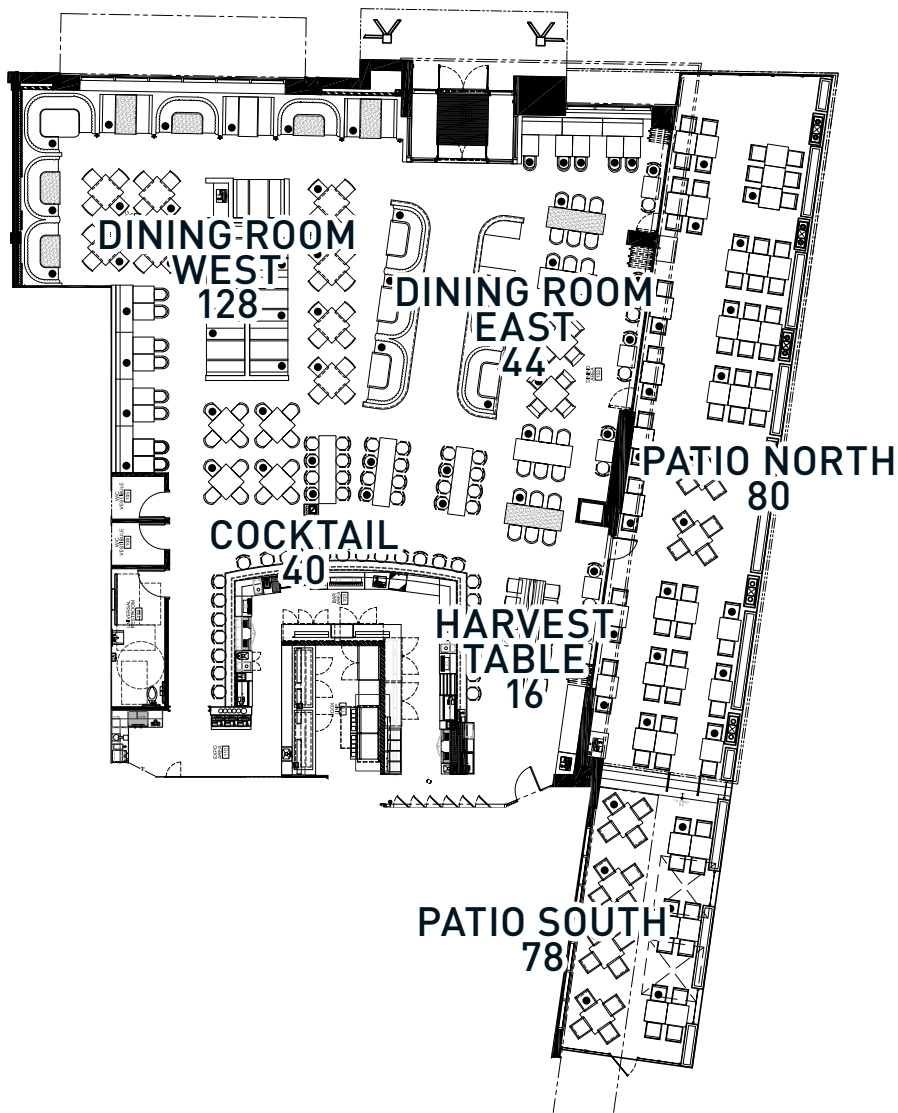 DINING ROOM
WEST
128
DINING ROOM
EAST
44
PATIO NORTH
80
COCKTAIL
40
HARVEST
TABLE
16
PATIO SOUTH
78